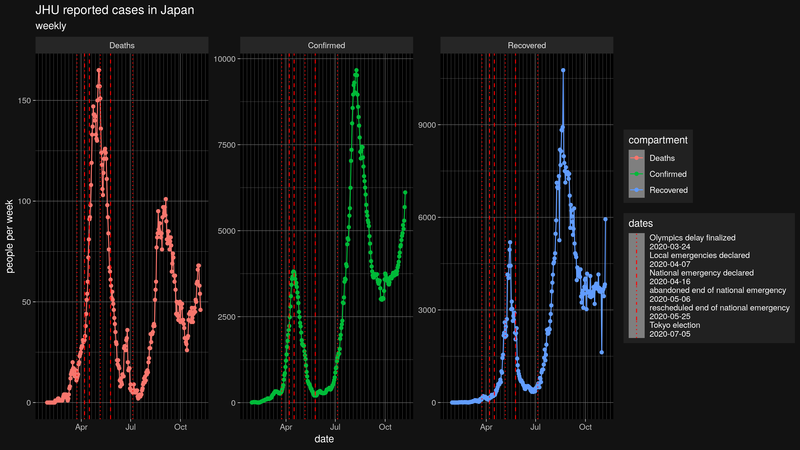 JHU reported cases in Japan
weekly
Deaths
Confirmed
Recovered
people per week
150
100
50
0
10000
7500
5000
2500
0
9000
6000
3000
0
Apr
Jul
Oct
Apr
Jul
Oct
Apr
Jul
Oct
date
compartment
Deaths
Confirmed
Recovered
dates
Olympics delay finalized
2020-03-24
Local emergencies declared
2020-04-07
National emergency declared
2020-04-16
abandoned end of national emergency
2020-05-06
rescheduled end of national emergency
2020-05-25
Tokyo election
2020-07-05